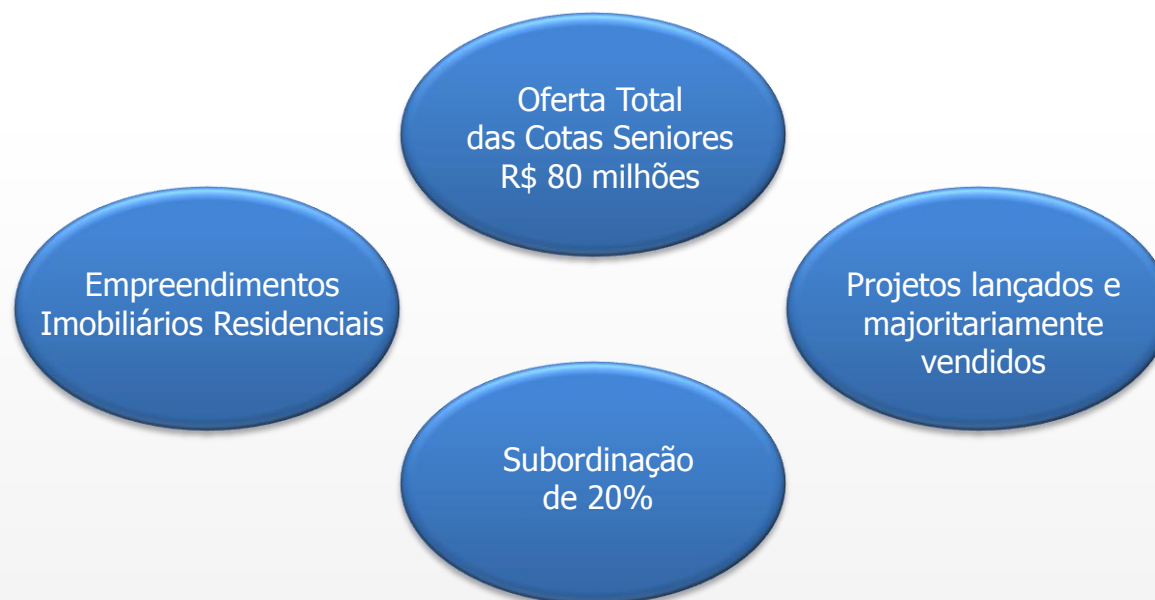 Oferta Total
das Cotas Seniores
R$ 80 milhões
Empreendimentos
Imobiliários Residenciais
Projetos lançados e
majoritariamente
vendidos
Subordinação
de 20%